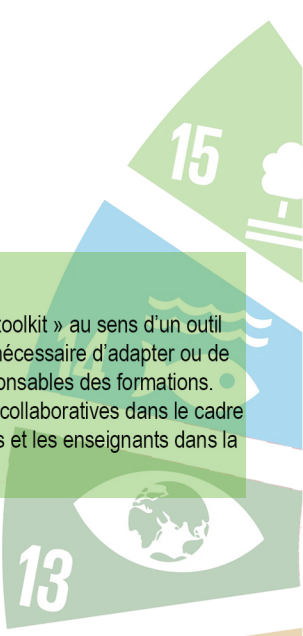 15
toolkit » au sens d'un outil
nécessaire d'adapter ou de
onsables des formations.
collaboratives dans le cadre
s et les enseignants dans la
13